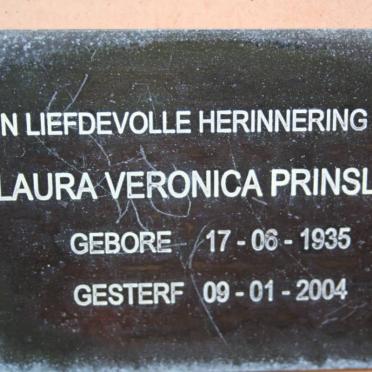 N LIEFDEVOLLE HERINNERING
LAURA VERONICA PRINSL
GEBORE 17 - 06 - 1935
GESTERF 09 - 01 - 2004